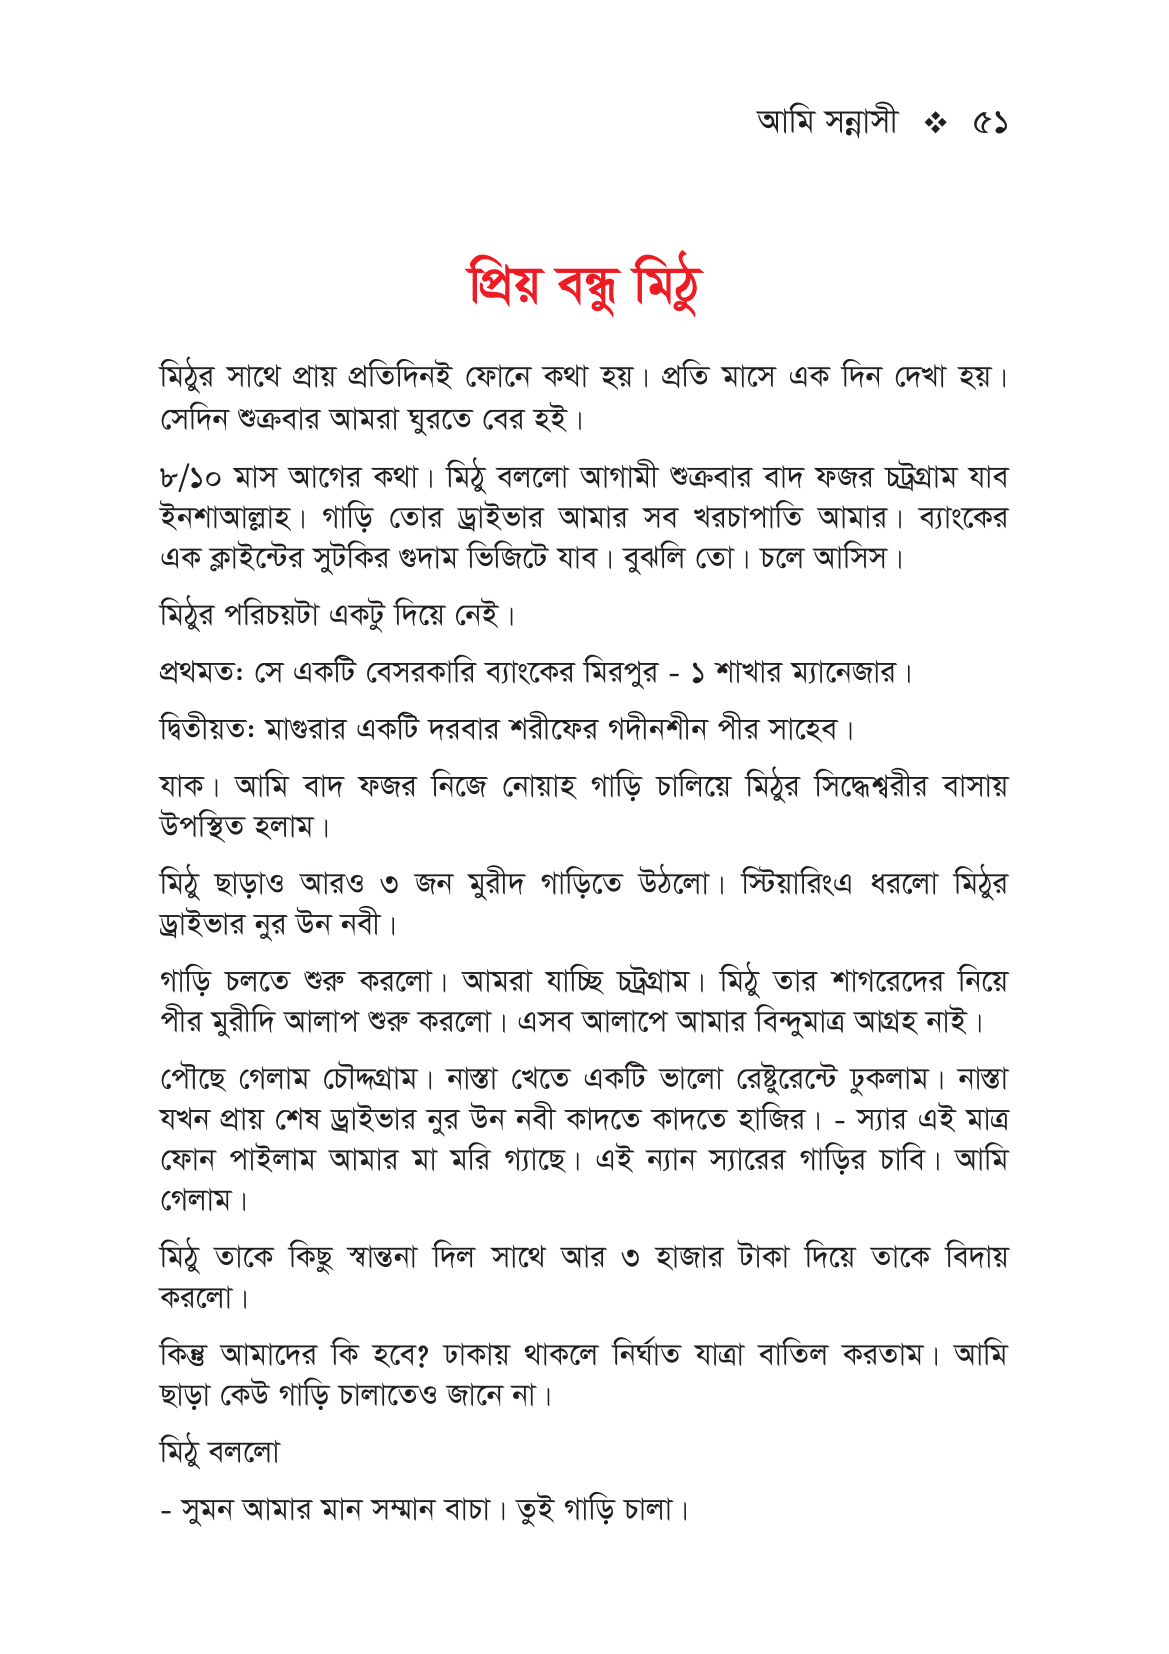 আমি সন্নাসী ❖ ৫১
প্রিয় বন্ধু মিঠু
মিঠুর সাথে প্রায় প্রতিদিনই ফোনে কথা হয়। প্রতি মাসে এক দিন দেখা হয়।
সেদিন শুক্রবার আমরা ঘুরতে বের হই।
৮/১০ মাস আগের কথা। মিঠু বললো আগামী শুক্রবার বাদ ফজর চট্রগ্রাম যাব
ইনশাআল্লাহ। গাড়ি তোর ড্রাইভার আমার সব খরচাপাতি আমার। ব্যাংকের
এক ক্লাইন্টের সুটকির গুদাম ভিজিটে যাব। বুঝলি তো। চলে আসিস।
মিঠুর পরিচয়টা একটু দিয়ে নেই।
প্রথমত: সে একটি বেসরকারি ব্যাংকের মিরপুর - ১ শাখার ম্যানেজার।
দ্বিতীয়ত: মাগুরার একটি দরবার শরীফের গদীনশীন পীর সাহেব।
যাক। আমি বাদ ফজর নিজে নোয়াহ গাড়ি চালিয়ে মিঠুর সিদ্ধেশ্বরীর বাসায়
উপস্থিত হলাম।
মিঠু ছাড়াও আরও ৩ জন মুরীদ গাড়িতে উঠলো। স্টিয়ারিংএ ধরলো মিঠুর
ড্রাইভার নুর উন নবী।
গাড়ি চলতে শুরু করলো। আমরা যাচ্ছি চট্রগ্রাম। মিঠু তার শাগরেদের নিয়ে
পীর মুরীদি আলাপ শুরু করলো। এসব আলাপে আমার বিন্দুমাত্র আগ্রহ নাই।
পৌছে গেলাম চৌদ্দগ্রাম। নাস্তা খেতে একটি ভালো রেষ্টুরেন্টে ঢুকলাম। নাস্তা
যখন প্রায় শেষ ড্রাইভার নুর উন নবী কাদতে কাদতে হাজির। - স্যার এই মাত্র
ফোন পাইলাম আমার মা মরি গ্যাছে। এই ন্যান স্যারের গাড়ির চাবি। আমি
গেলাম।
মিঠু তাকে কিছু স্বান্তনা দিল সাথে আর ৩ হাজার টাকা দিয়ে তাকে বিদায়
করলো।
কিন্তু আমাদের কি হবে? ঢাকায় থাকলে নির্ঘাত যাত্রা বাতিল করতাম। আমি
ছাড়া কেউ গাড়ি চালাতেও জানে না।
মিঠু বললো
- সুমন আমার মান সম্মান বাচা। তুই গাড়ি চালা।